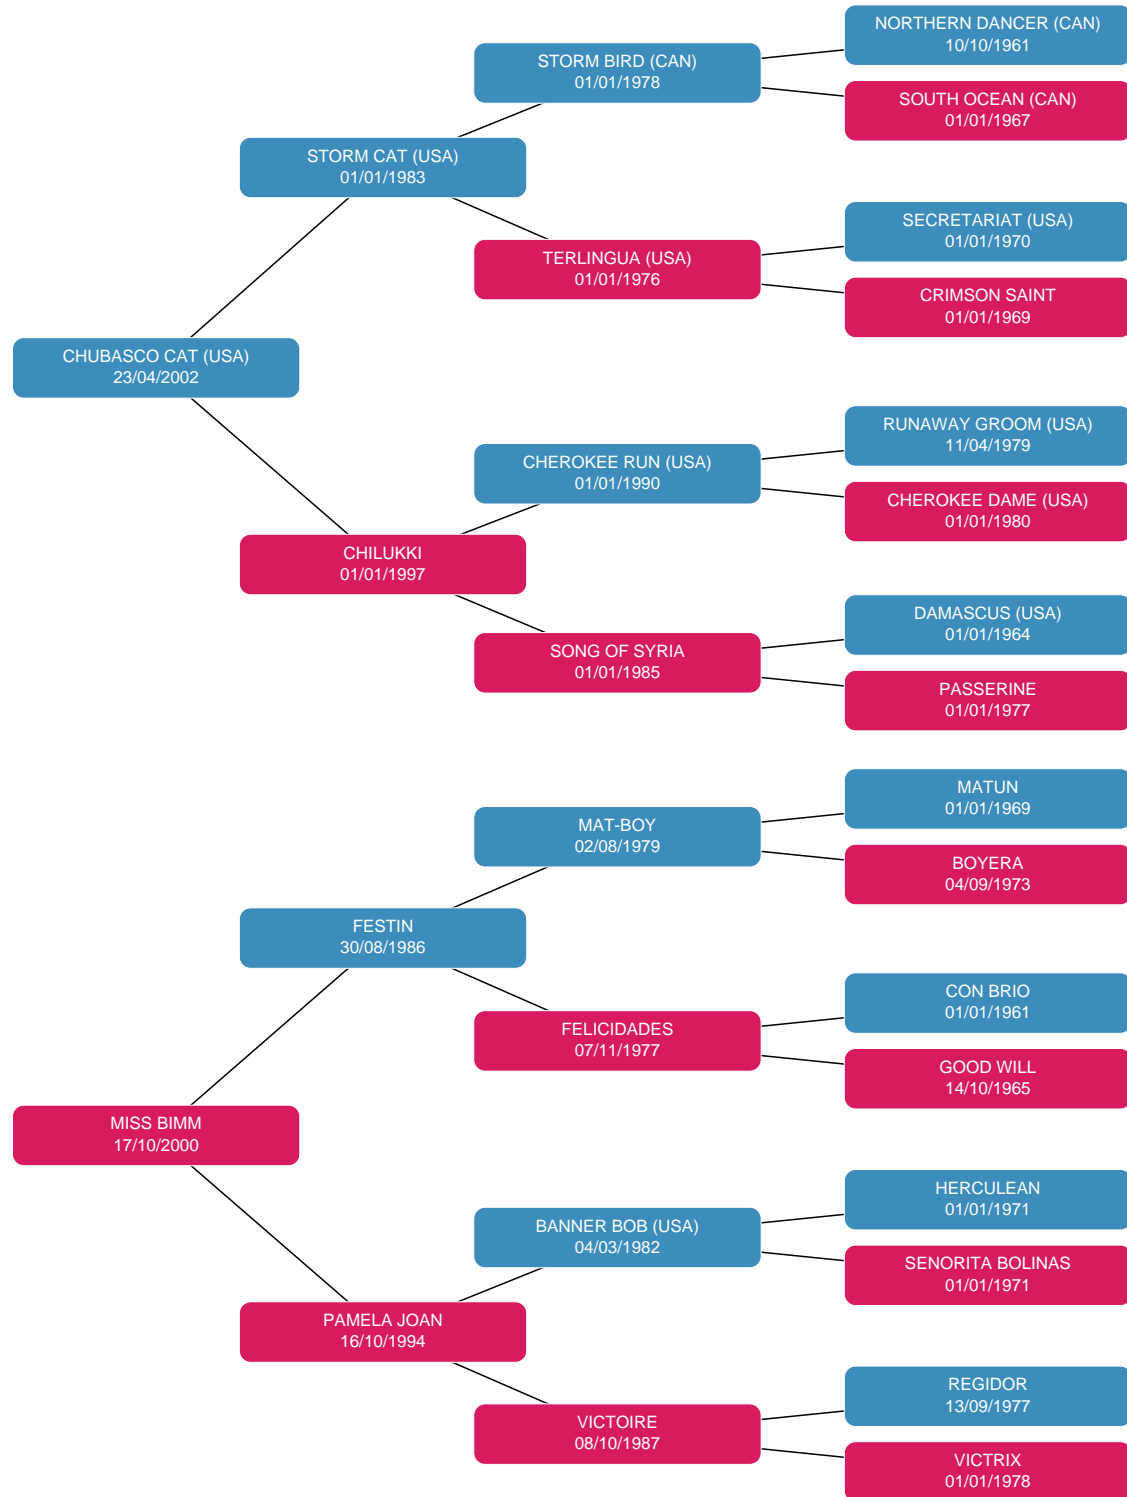 NORTHERN DANCER (CAN)
10/10/1961
STORM BIRD (CAN)
01/01/1978
SOUTH OCEAN (CAN)
01/01/1967
STORM CAT (USA)
01/01/1983
SECRETARIAT (USA)
01/01/1970
TERLINGUA (USA)
01/01/1976
CRIMSON SAINT
01/01/1969
CHUBASCO CAT (USA)
23/04/2002
RUNAWAY GROOM (USA)
11/04/1979
CHEROKEE RUN (USA)
01/01/1990
CHEROKEE DAME (USA)
01/01/1980
CHILUKKI
01/01/1997
DAMASCUS (USA)
01/01/1964
SONG OF SYRIA
01/01/1985
PASSERINE
01/01/1977
MATUN
01/01/1969
MAT-BOY
02/08/1979
BOYERA
04/09/1973
FESTIN
30/08/1986
CON BRIO
01/01/1961
FELICIDADES
07/11/1977
GOOD WILL
14/10/1965
MISS BIMM
17/10/2000
HERCULEAN
01/01/1971
BANNER BOB (USA)
04/03/1982
SENORITA BOLINAS
01/01/1971
PAMELA JOAN
16/10/1994
REGIDOR
13/09/1977
VICTOIRE
08/10/1987
VICTRIX
01/01/1978